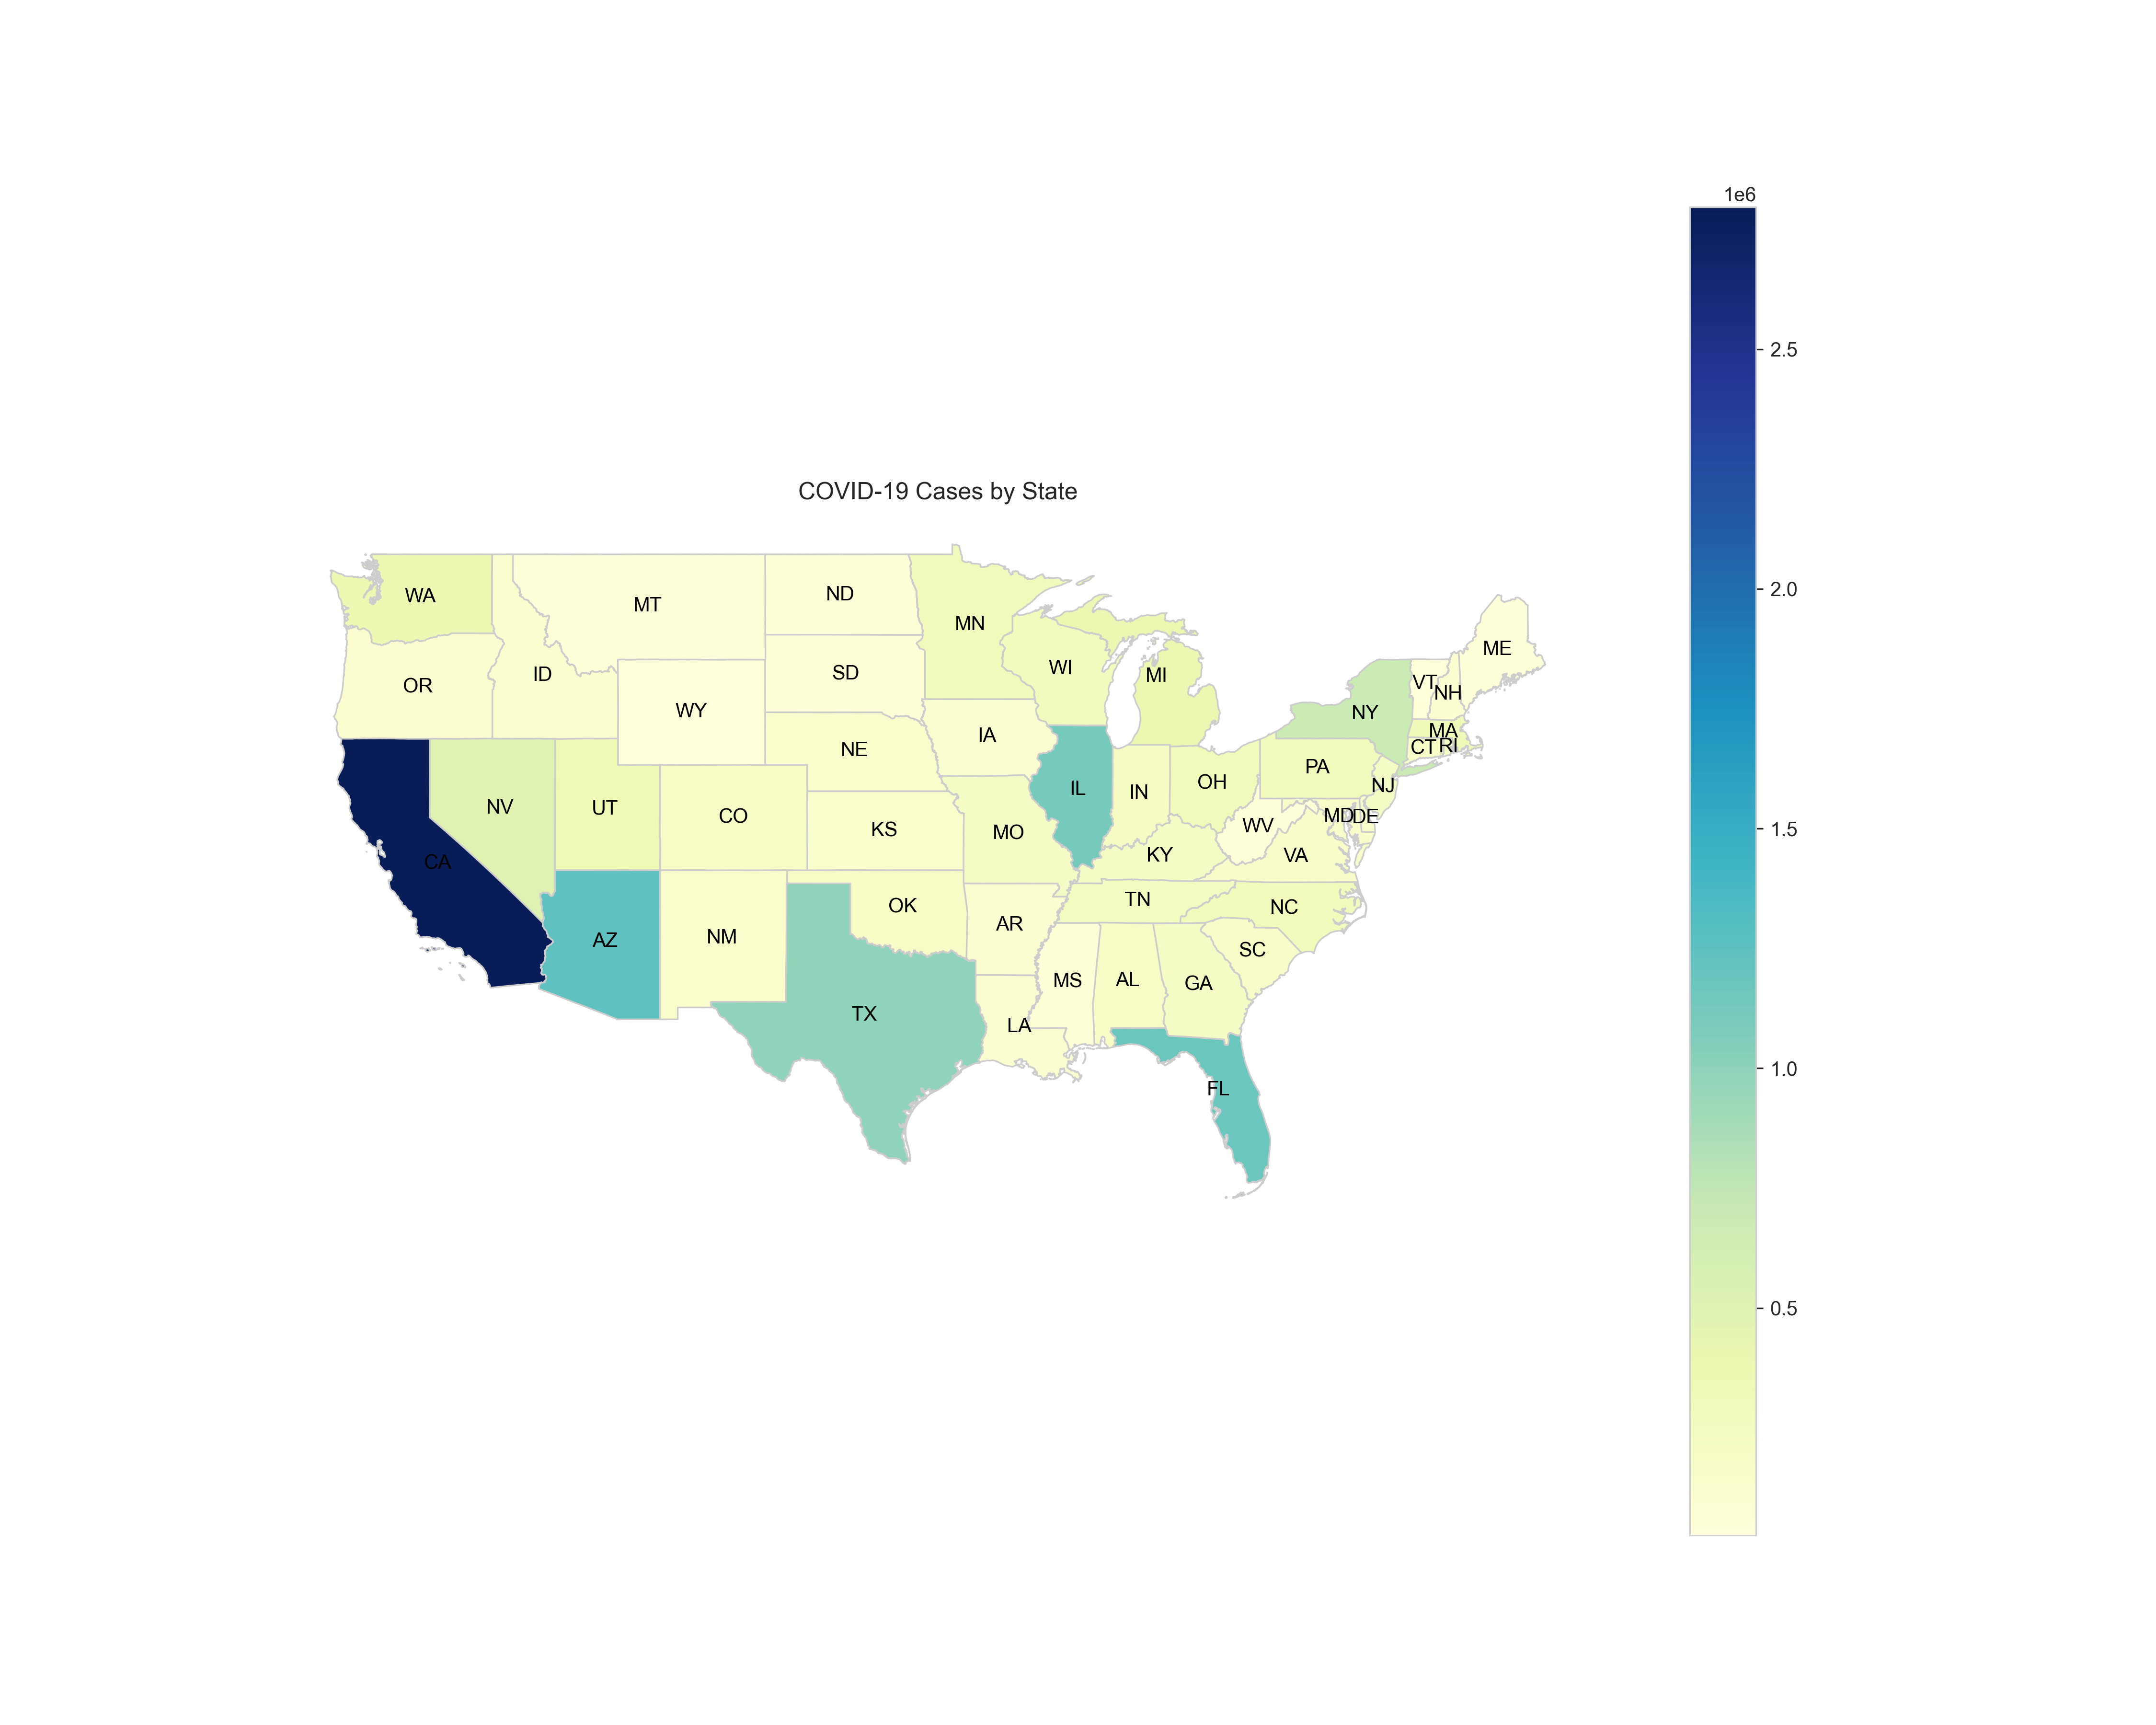 1e6
2.5
2.0
1.5
1.0
0.5
COVID-19 Cases by State
WA
MT
ND
MN
ME
OR
ID
SD
WI
MI
VT
NH
WY
NY
IA
MA
NE
CT
RI
NV
UT
CO
KS
MO
IL
IN
OH
PA
NJ
WV
MD
DE
CA
KY
VA
AZ
NM
OK
AR
TN
NC
SC
TX
LA
MS
AL
GA
FL